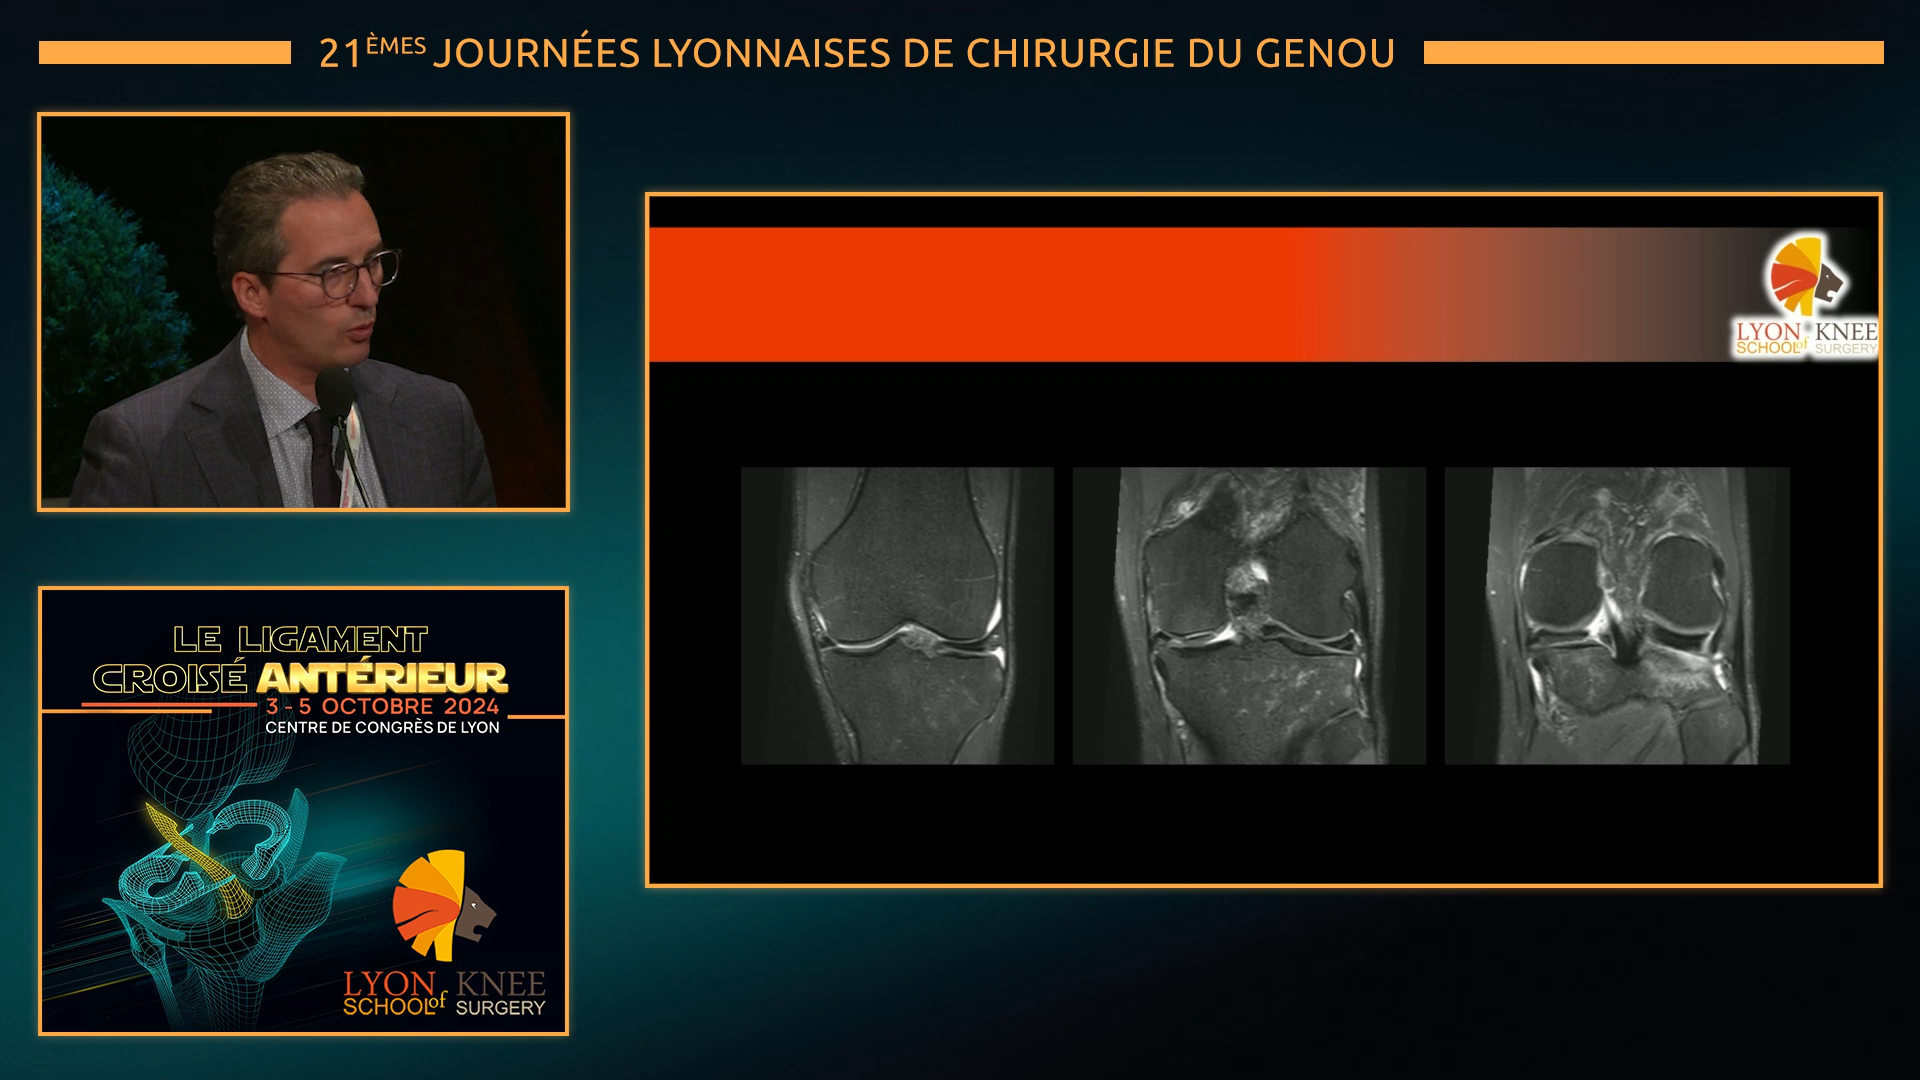 21ÈMES JOURNÉES LYONNAISES DE CHIRURGIE DU GENOU
LYON KNEE
SCHOOL of SURGERY
LE LIGAMENT
CROISÉ ANTÉRIEUR
3 - 5 OCTOBRE 2024
CENTRE DE CONGRÈS DE LYON
LYON KNEE
SCHOOL of SURGERY